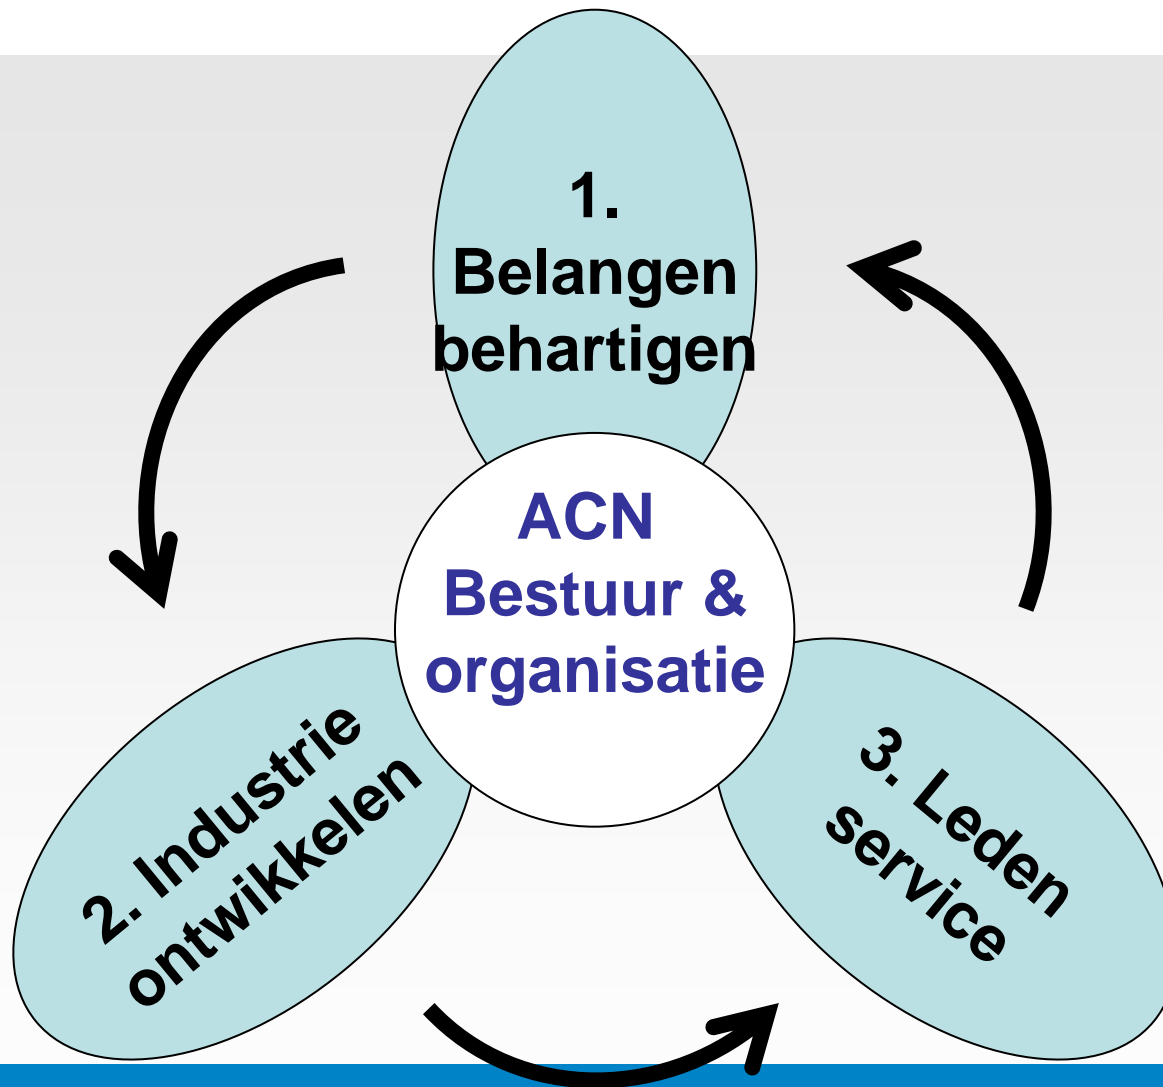 1.
Belangen
behartigen
ACN
Bestuur &
organisatie
2. Industrie
ontwikkelen
3. Leden
service